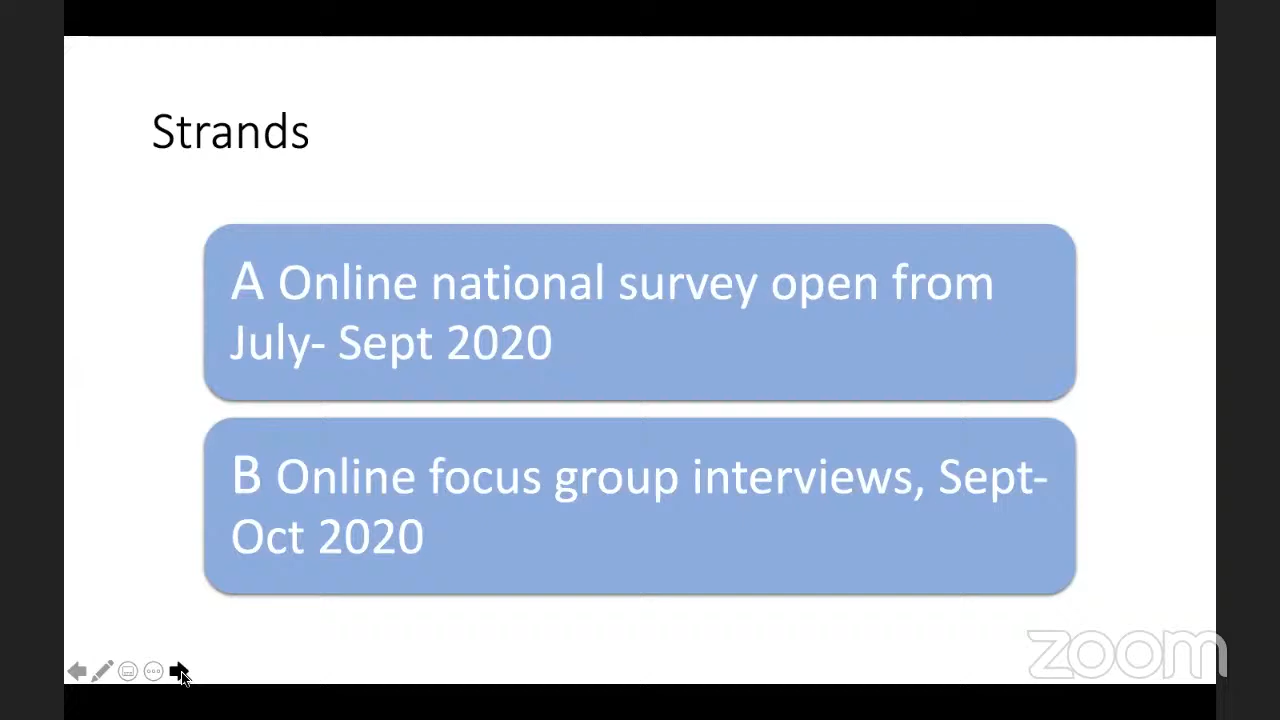 Strands
A Online national survey open from
July- Sept 2020
B Online focus group interviews, Sept-
Oct 2020
zoom